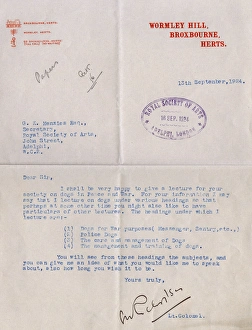 WORMLEY HILL,
BROXBOURNE,
HERTS.
13th September, 1924.
Papers
G. K. Menzies Esq.,
Secretary,
Royal Society of Arts,
John Street,
Adelphi,
W.C.2.
ROYAL SOCIETY OF ARTS
15 SEP. 1924
ADELPHI, LONDON
Dear Sir,
I shall be very happy to give a lecture for your
society on dogs in Peace and War. For your information I may
say that I lecture on dogs under various headings so that
perhaps at some other time you might also like to have
particulars of other lectures. The headings under which I
lecture are:-
(1) Dogs for War purposes( Messenger, Sentry,etc.,)
(2) Police Dogs
(3) The care and management of Dogs
(4) The management and training of dogs.
You will see from these headings the subjects, and you
can give me an idea of what you would like me to speak
about, also how long you wish it to be.
Yours truly,
Lt.Colonel.